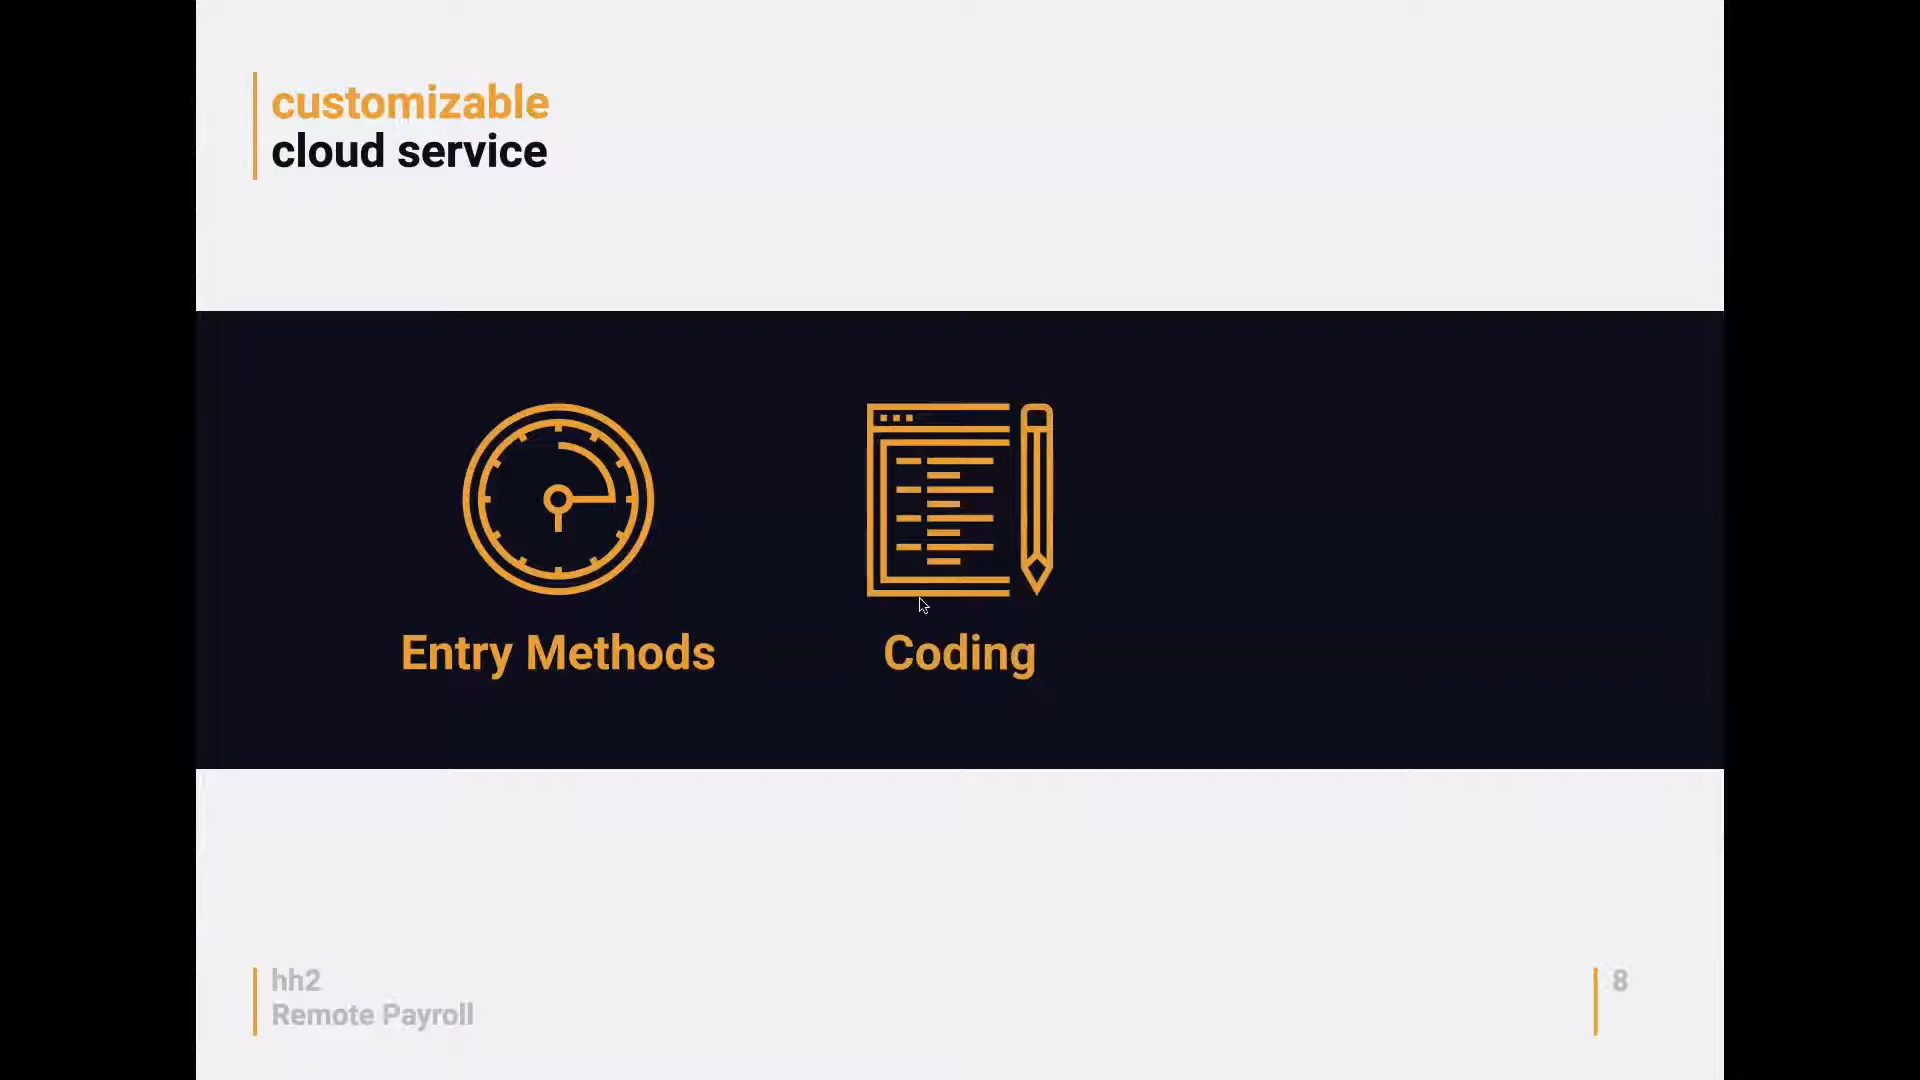 customizable
cloud service
Entry Methods
Coding
hh2
Remote Payroll
8